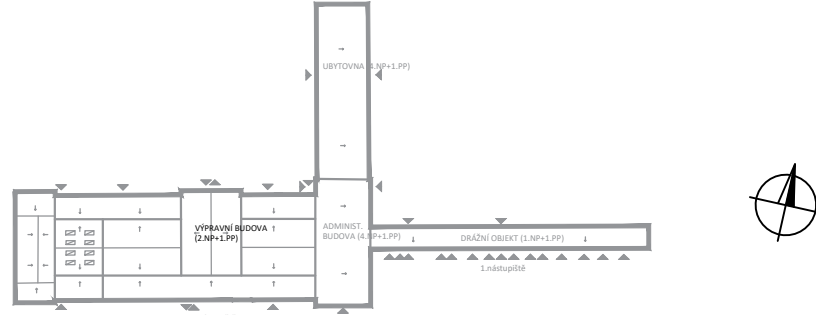 UBYTOVNA (4.NP+1.PP)
VÝPRAVNÍ BUDOVA
(2.NP+1.PP)
ADMINIST.
BUDOVA (4.NP+1.PP)
DRÁŽNÍ OBJEKT (1.NP+1.PP)
1.nástupiště